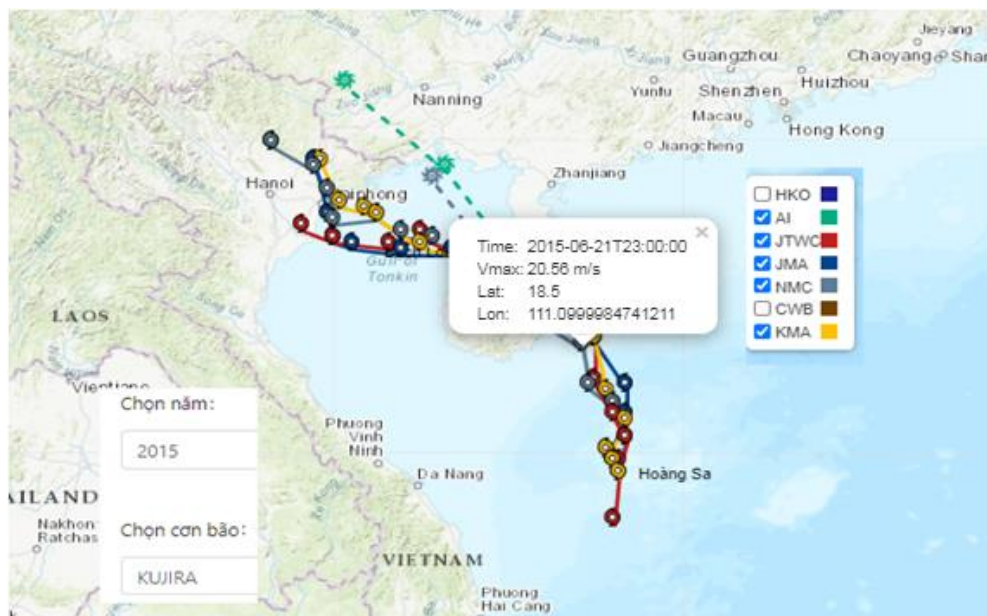 Jieyang
Guangzhou
Chaoyang
Shan
Huizhou
Nanning
Yunfu
Shenzhen
Macau
Hong Kong
Jiangcheng
Hanoi
Zhanjiang
iphong
HKO
AI
JTWC
JMA
NMC
CWB
KMA
×
Time: 2015-06-21T23:00:00
Vmax: 20.56 m/s
Lat: 18.5
Lon: 111.0999984741211
Gulf of
Tonkin
LAOS
Vientiane
Chọn năm:
2015
Phuong
Vinh
Ninh
Da Nang
Hoàng Sa
AILAND
Nakhon
Ratchas
Chọn cơn bão:
KUJIRA
VIETNAM
Phuong
Hai Cang